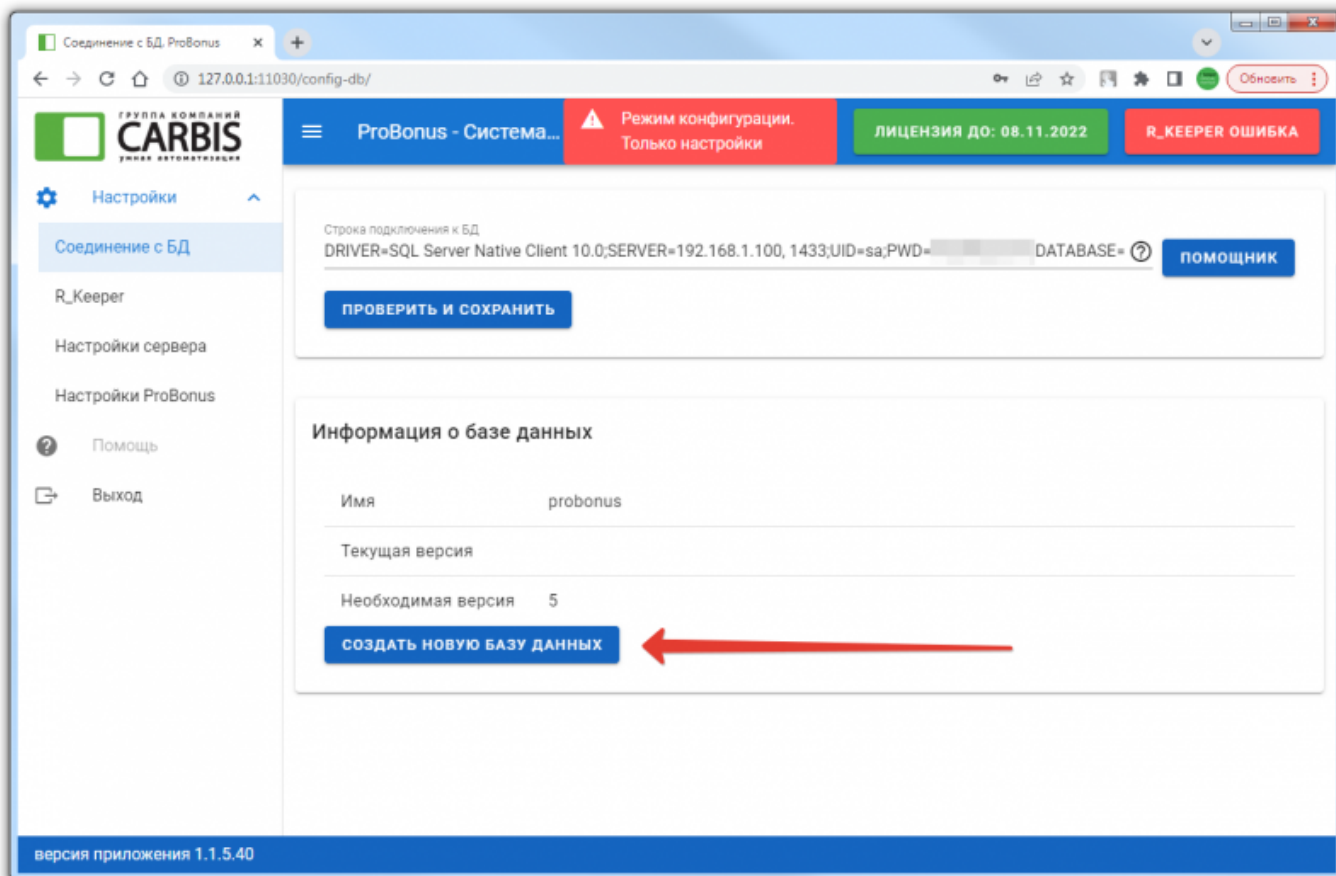 Соединение с БД, ProBonus
127.0.0.1:11030/config-db/
Обновить
ГРУППА КОМПАНИЙ
CARBIS
умная автоматизация
ProBonus - Система...
Режим конфигурации.
Только настройки
ЛИЦЕНЗИЯ ДО: 08.11.2022
R_KEEPER ОШИБКА
Настройки
Соединение с БД
R_Keeper
Настройки сервера
Настройки ProBonus
Помощь
Выход
Строка подключения к БД
DRIVER=SQL Server Native Client 10.0;SERVER=192.168.1.100, 1433;UID=sa;PWD= DATABASE=
ПОМОЩНИК
ПРОВЕРИТЬ И СОХРАНИТЬ
Информация о базе данных
Имя probonus
Текущая версия
Необходимая версия 5
СОЗДАТЬ НОВУЮ БАЗУ ДАННЫХ
версия приложения 1.1.5.40